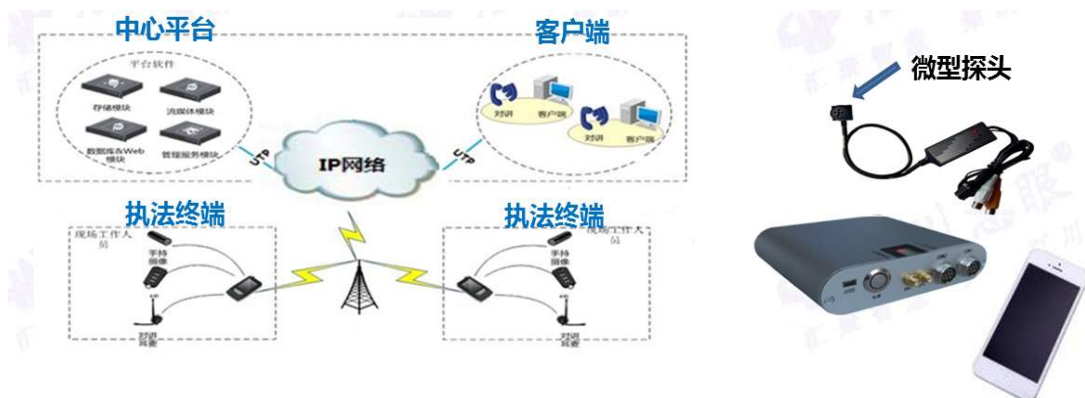 中心平台
客户端
平台软件
存储模块
流媒体模块
数据库&Web
模块
管理服务模块
对讲
客户端
对讲
客户端
UTP
UTP
IP网络
微型探头
执法终端
执法终端
现场工作人
员
现场工作人
员
手持
摄像
手持
摄像
对讲
耳麦
对讲
耳麦